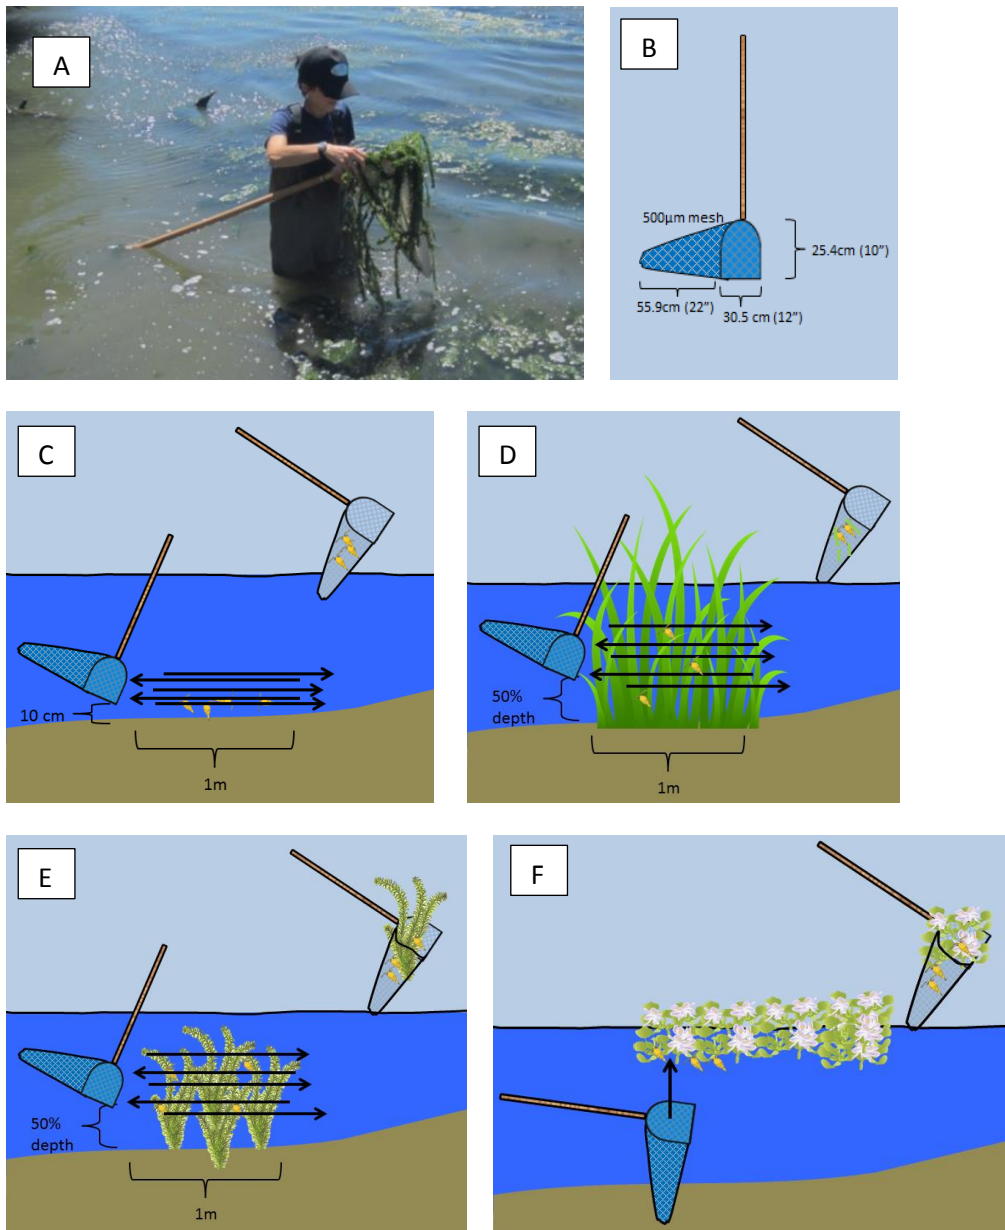 A
B
500µm mesh
25.4cm (10”)
55.9cm (22”)
30.5 cm (12”)
C
10 cm
1m
D
50%
depth
1m
E
50%
depth
1m
F